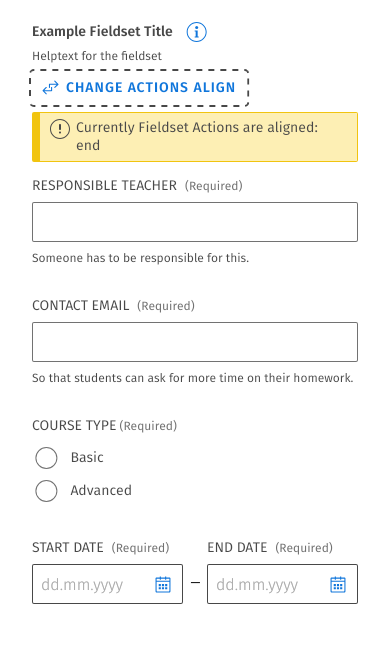 Example Fieldset Title
Helptext for the fieldset
CHANGE ACTIONS ALIGN
Currently Fieldset Actions are aligned:
end
RESPONSIBLE TEACHER (Required)
Someone has to be responsible for this.
CONTACT EMAIL (Required)
So that students can ask for more time on their homework.
COURSE TYPE (Required)
Basic
Advanced
START DATE (Required) END DATE (Required)
dd.mm.yyyy – dd.mm.yyyy